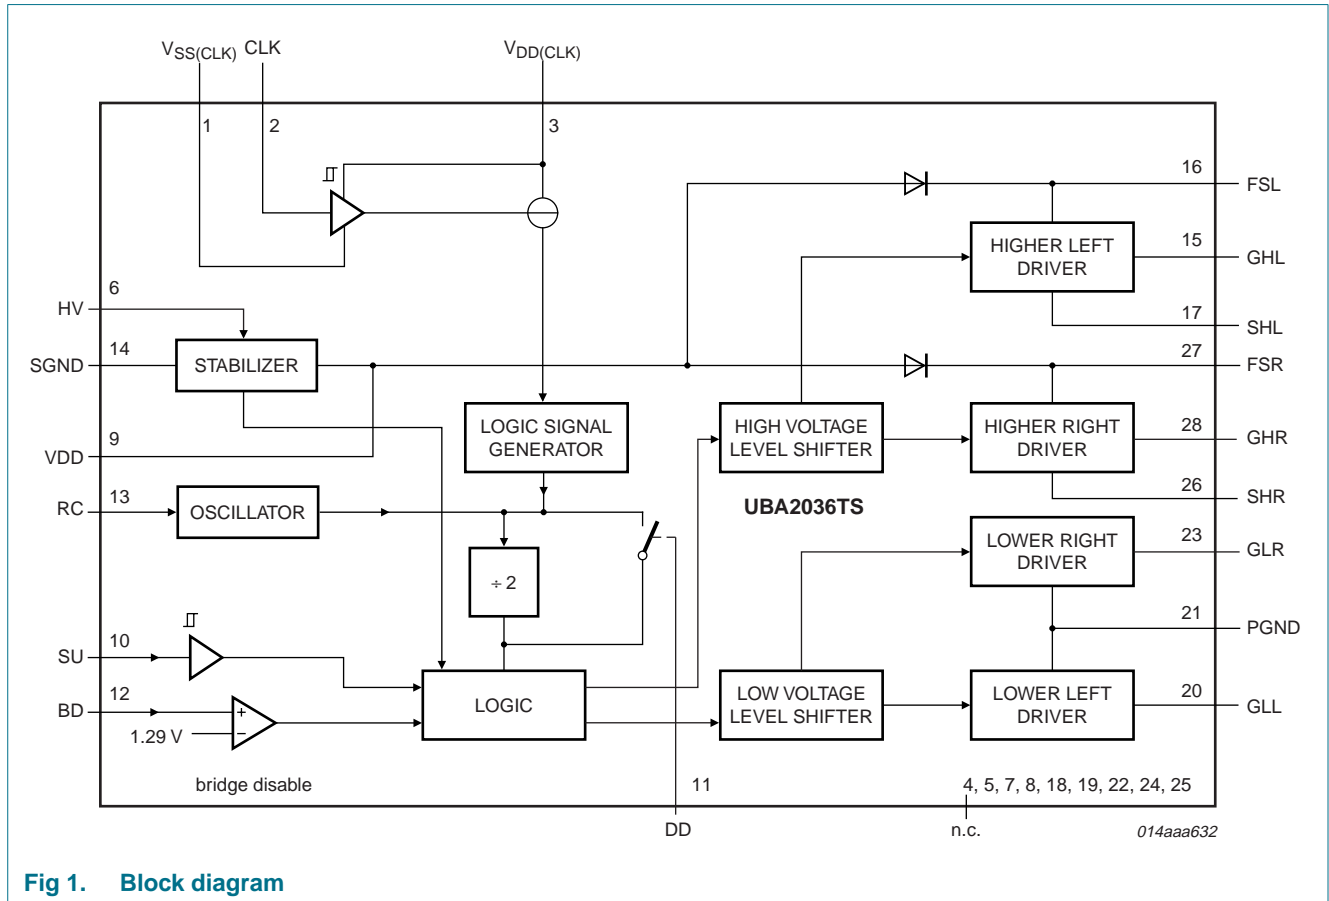 VSS(CLK) CLK VDD(CLK)
1 2 3
16 FSL
HIGHER LEFT
DRIVER
15 GHL
17 SHL
6
HV
14
SGND
STABILIZER
27 FSR
9
VDD
LOGIC SIGNAL
GENERATOR
HIGH VOLTAGE
LEVEL SHIFTER
HIGHER RIGHT
DRIVER
28 GHR
26 SHR
13
RC
OSCILLATOR
UBA2036TS
÷ 2
LOWER RIGHT
DRIVER
23 GLR
21 PGND
10
SU
12
BD
+
1.29 V
−
LOGIC
LOW VOLTAGE
LEVEL SHIFTER
LOWER LEFT
DRIVER
20 GLL
bridge disable
11
4, 5, 7, 8, 18, 19, 22, 24, 25
DD
n.c.
014aaa632
Fig 1. Block diagram